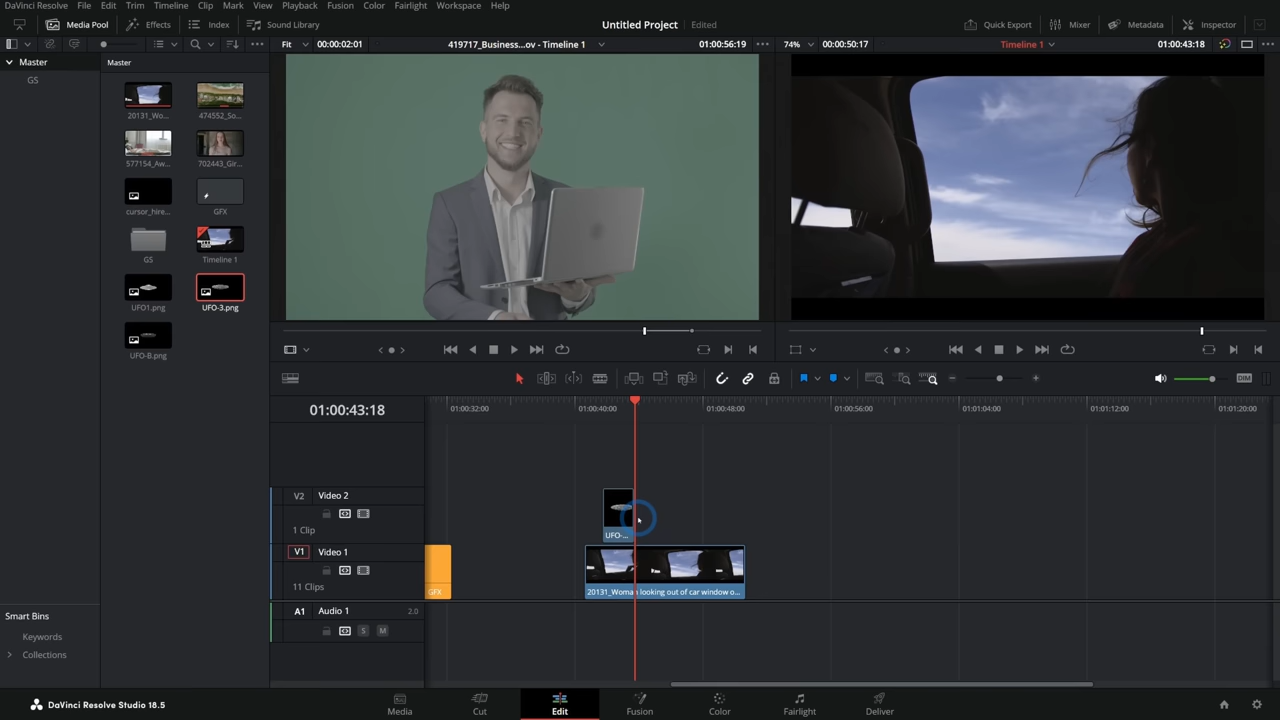 DaVinci Resolve File Edit Trim Timeline Clip Mark View Playback Fusion Color Fairlight Workspace Help
Media Pool Effects Index Sound Library Untitled Project Edited Quick Export Mixer Metadata Inspector
Fit 00:00:02:01 419717_Business...ov - Timeline 1 01:00:56:19 74% 00:00:50:17 Timeline 1 01:00:43:18
Master Master
GS
20131_Wo... 474552_So...
577154_Aw... 702443_Gir...
cursor_hire... GFX
GS Timeline 1
UFO1.png UFO-3.png
UFO-B.png
DIM
01:00:43:18 01:00:32:00 01:00:40:00 01:00:48:00 01:00:56:00 01:01:04:00 01:01:12:00 01:01:20:00
V2 Video 2
1 Clip UFO-...
V1 Video 1
11 Clips GFX 20131_Woman looking out of car window o...
A1 Audio 1 2.0
S M
Smart Bins
Keywords
Collections
DaVinci Resolve Studio 18.5 Media Cut Edit Fusion Color Fairlight Deliver